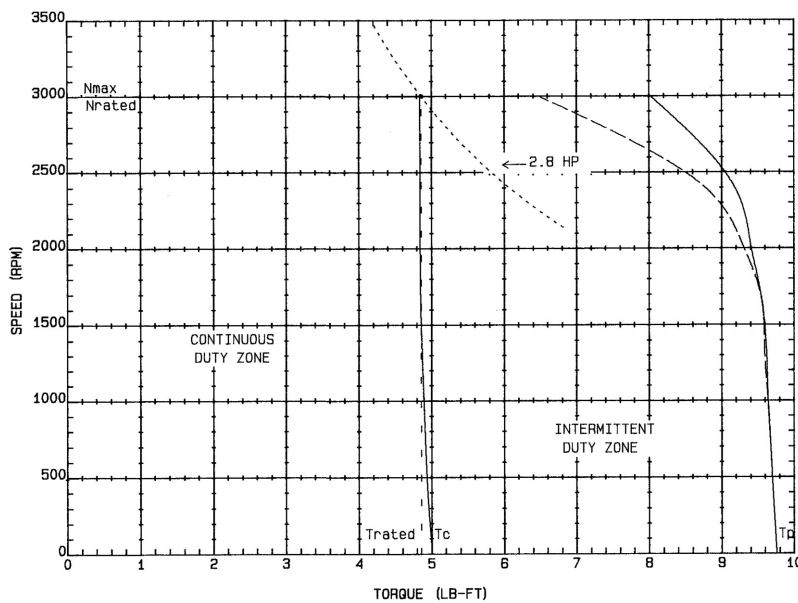 3500
Nmax
3000
Nrated
2500
2.8 HP
2000
SPEED (RPM)
1500
CONTINUOUS
DUTY ZONE
1000
INTERMITTENT
DUTY ZONE
500
Trated
Tc
Tp
0
0 1 2 3 4 5 6 7 8 9 10
TORQUE (LB-FT)